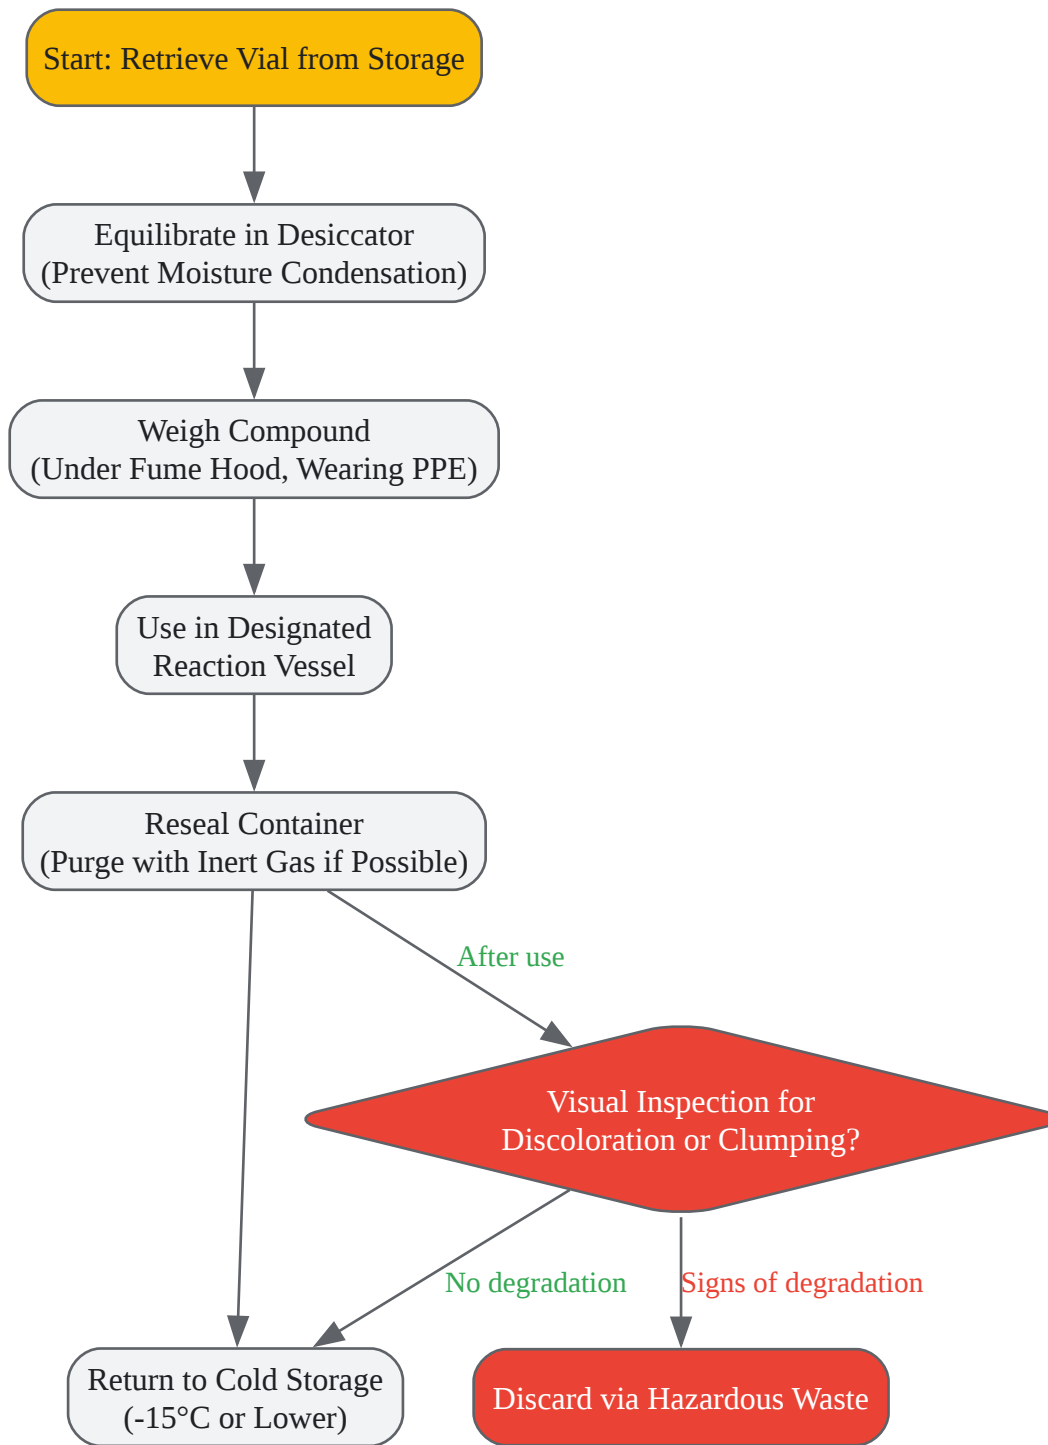 Start: Retrieve Vial from Storage
Equilibrate in Desiccator
(Prevent Moisture Condensation)
Weigh Compound
(Under Fume Hood, Wearing PPE)
Use in Designated
Reaction Vessel
Reseal Container
(Purge with Inert Gas if Possible)
After use
Visual Inspection for
Discoloration or Clumping?
No degradation
Signs of degradation
Return to Cold Storage
(-15°C or Lower)
Discard via Hazardous Waste